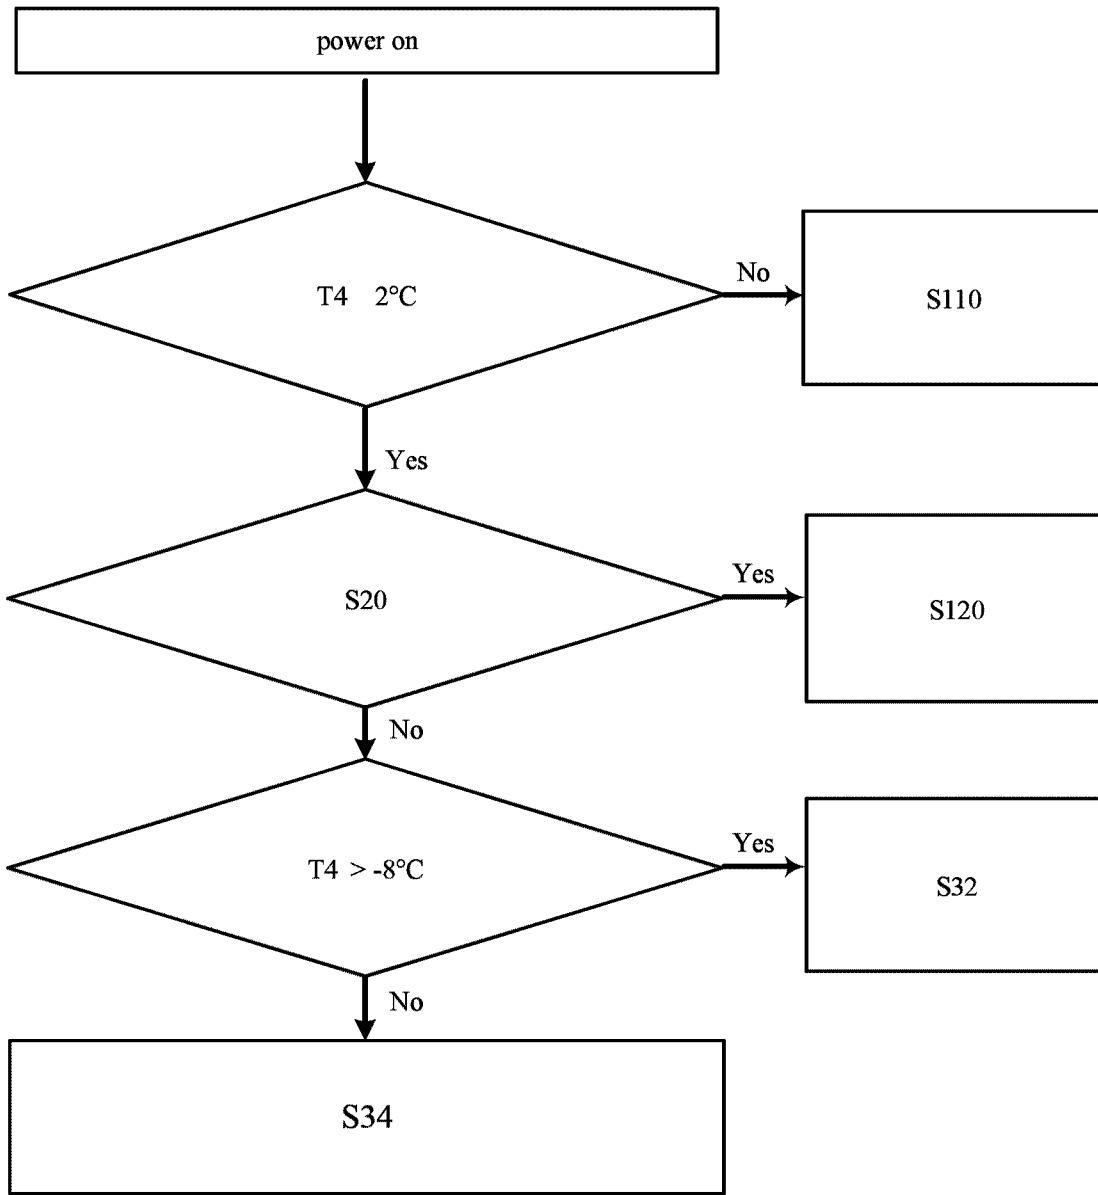 power on
T4 2°C
No
S110
Yes
S20
Yes
S120
No
T4 > -8°C
Yes
S32
No
S34